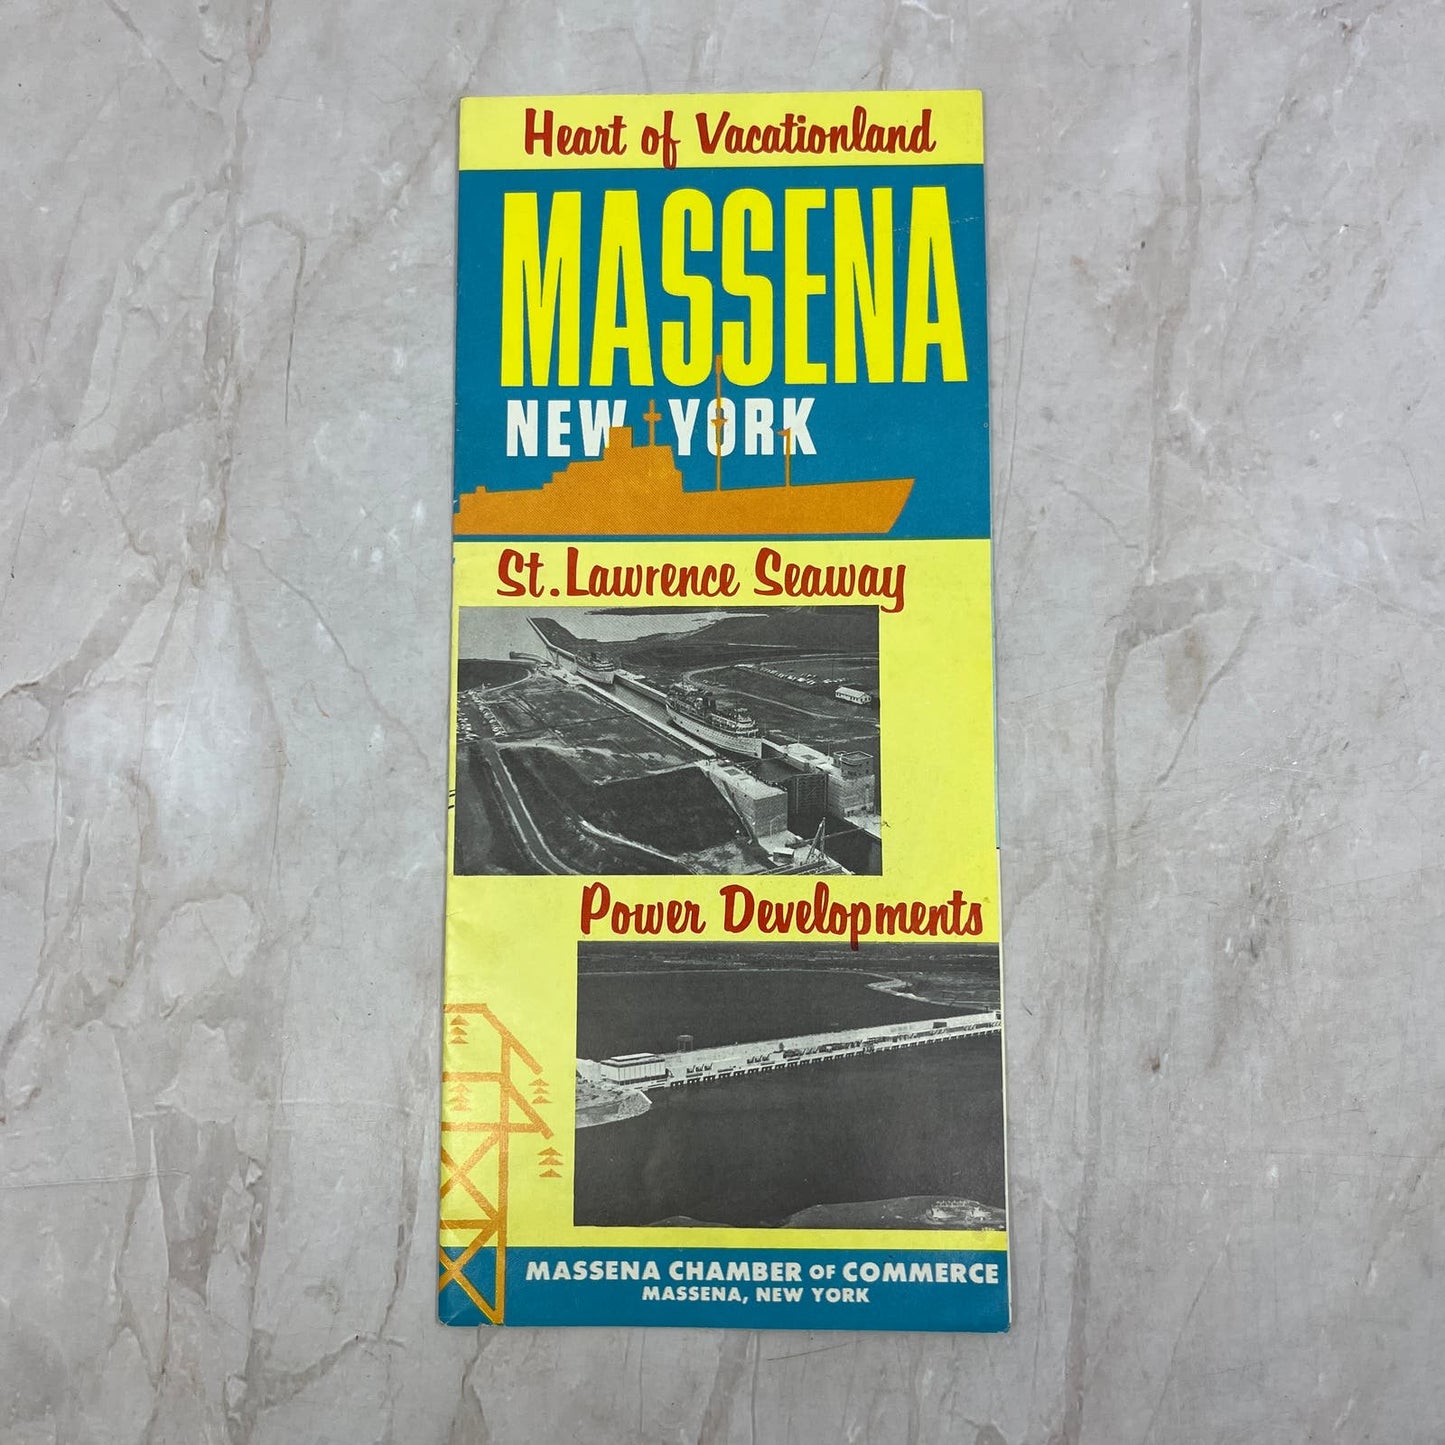 Heart of Vacationland
MASSENA
NEW YORK
St. Lawrence Seaway
Power Developments
MASSENA CHAMBER OF COMMERCE
MASSENA, NEW YORK